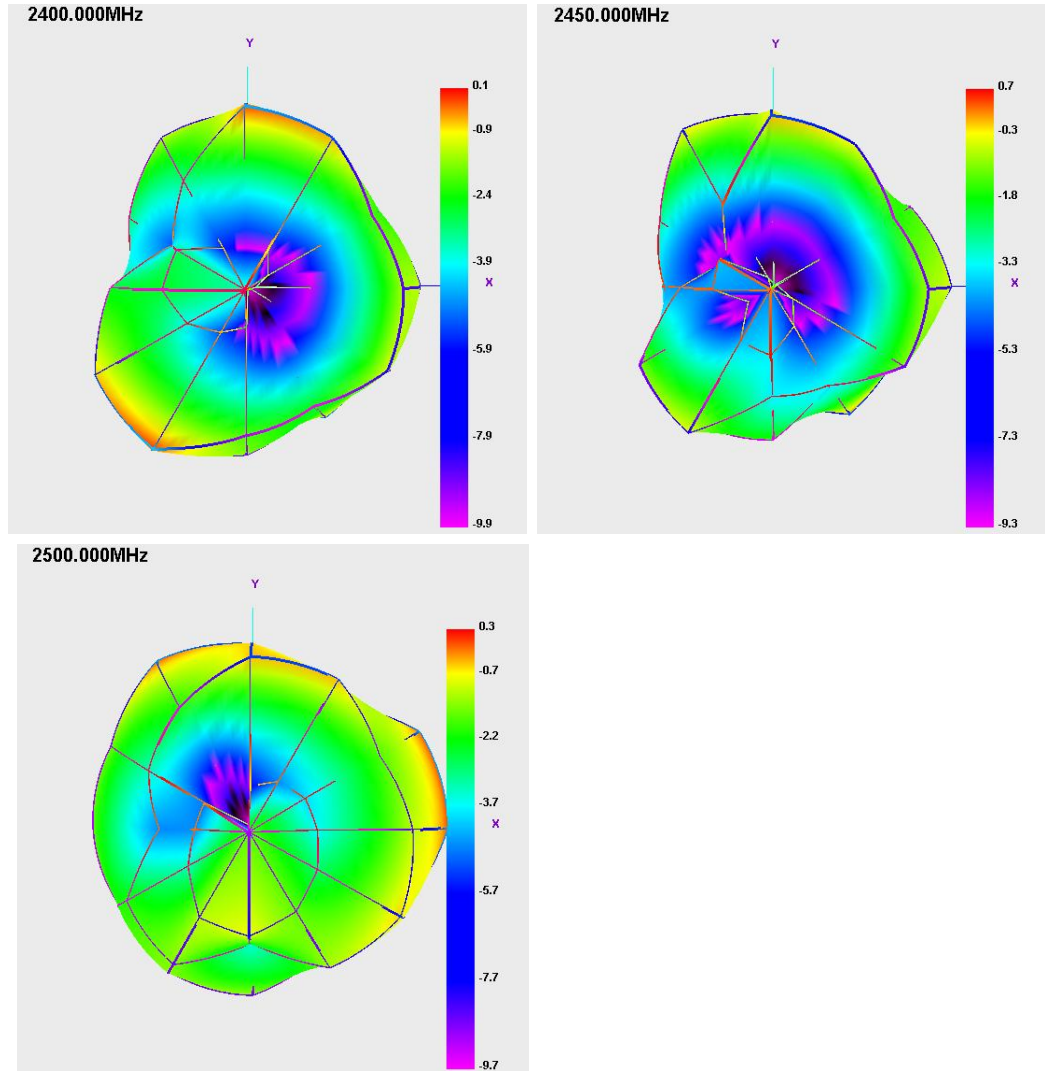 2400.000MHz
Y
0.1
-0.9
-2.4
-3.9
X
-5.9
-7.9
-9.9
2450.000MHz
Y
0.7
-0.3
-1.8
-3.3
X
-5.3
-7.3
-9.3
2500.000MHz
Y
0.3
-0.7
-2.2
-3.7
X
-5.7
-7.7
-9.7